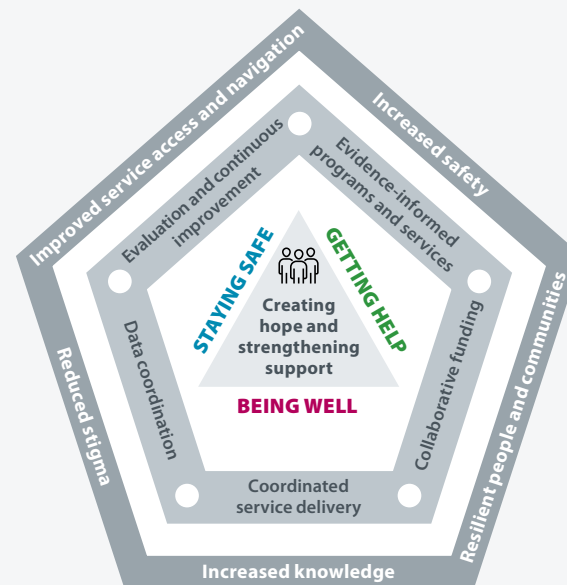 Improved service access and navigation
Increased safety
Evaluation and continuous
improvement
Evidence-informed
programs and services
STAYING SAFE
GETTING HELP
Creating
hope and
strengthening
support
BEING WELL
Data coordination
Collaborative funding
Coordinated
service delivery
Reduced stigma
Resilient people and communities
Increased knowledge